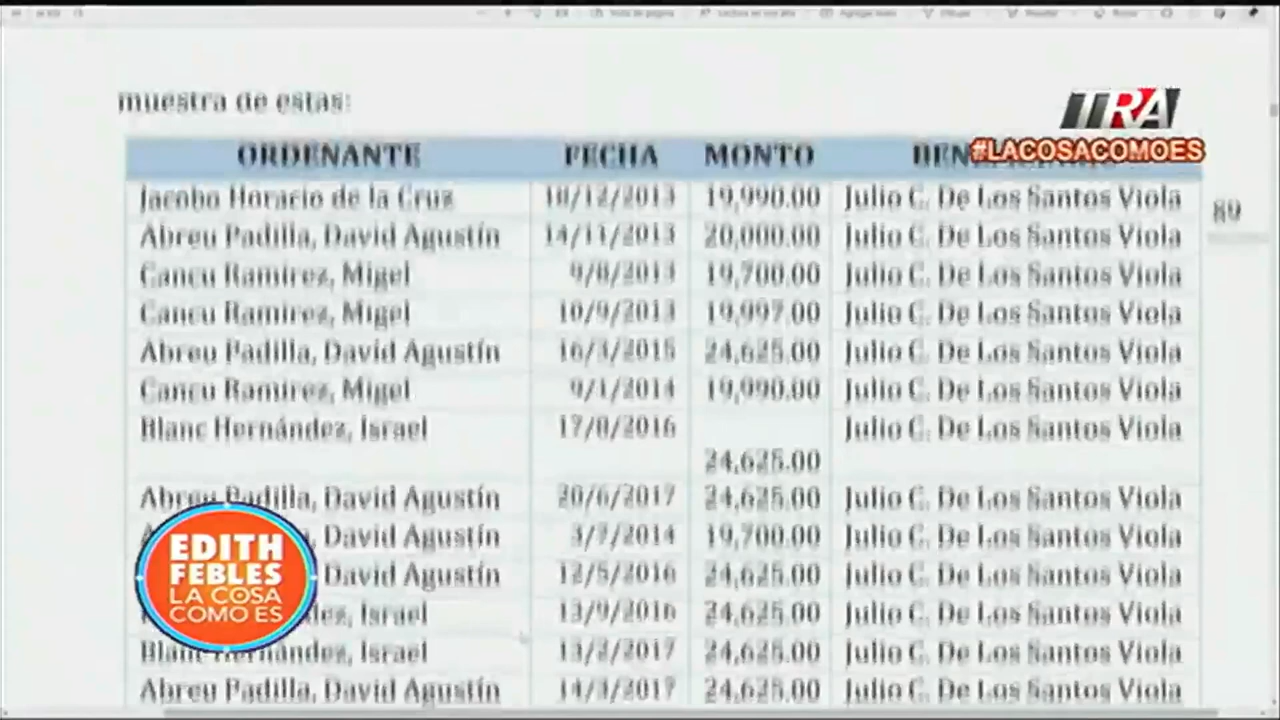 muestra de estas:
TRA
#LACOSACOMOES
ORDENANTE FECHA MONTO
Jacobo Horacio de la Cruz 10/12/2013 19,990.00 Julio C. De Los Santos Viola
89
Abreu Padilla, David Agustín 14/11/2013 20,000.00 Julio C. De Los Santos Viola
Cancu Ramirez, Migel 9/8/2013 19,700.00 Julio C. De Los Santos Viola
Cancu Ramirez, Migel 10/9/2013 19,997.00 Julio C. De Los Santos Viola
Abreu Padilla, David Agustín 16/3/2015 24,625.00 Julio C. De Los Santos Viola
Cancu Ramirez, Migel 9/1/2014 19,990.00 Julio C. De Los Santos Viola
Blanc Hernández, Israel 17/8/2016 Julio C. De Los Santos Viola
24,625.00
Abreu Padilla, David Agustín 20/6/2017 24,625.00 Julio C. De Los Santos Viola
David Agustín 3/7/2014 19,700.00 Julio C. De Los Santos Viola
David Agustín 12/5/2016 24,625.00 Julio C. De Los Santos Viola
Israel 13/9/2016 24,625.00 Julio C. De Los Santos Viola
Blanc Hernández, Israel 13/2/2017 24,625.00 Julio C. De Los Santos Viola
Abreu Padilla, David Agustín 14/3/2017 24,625.00 Julio C. De Los Santos Viola
EDITH
FEBLES
LA COSA
COMO ES